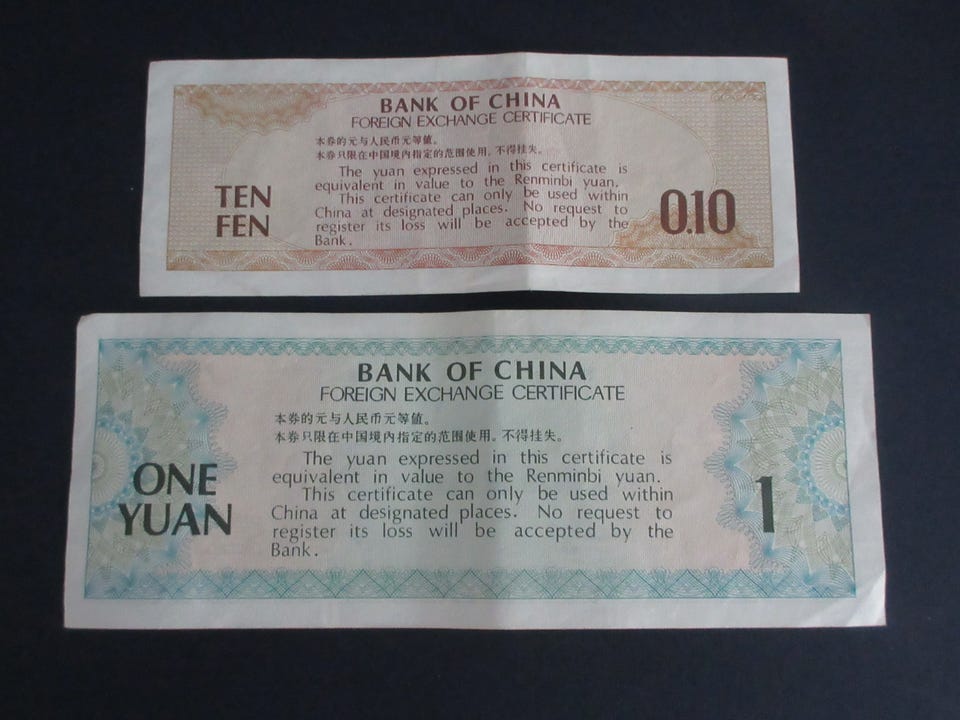 BANK OF CHINA
FOREIGN EXCHANGE CERTIFICATE
本券的元与人民币元等值。
本券只限在中国境内指定的范围使用。不得挂失。
The yuan expressed in this certificate is
equivalent in value to the Renminbi yuan.
This certificate can only be used within
China at designated places. No request to
register its loss will be accepted by the
Bank.
TEN
FEN
0.10
BANK OF CHINA
FOREIGN EXCHANGE CERTIFICATE
本券的元与人民币元等值。
本券只限在中国境内指定的范围使用。不得挂失。
The yuan expressed in this certificate is
equivalent in value to the Renminbi yuan.
This certificate can only be used within
China at designated places. No request to
register its loss will be accepted by the
Bank.
ONE
YUAN
1